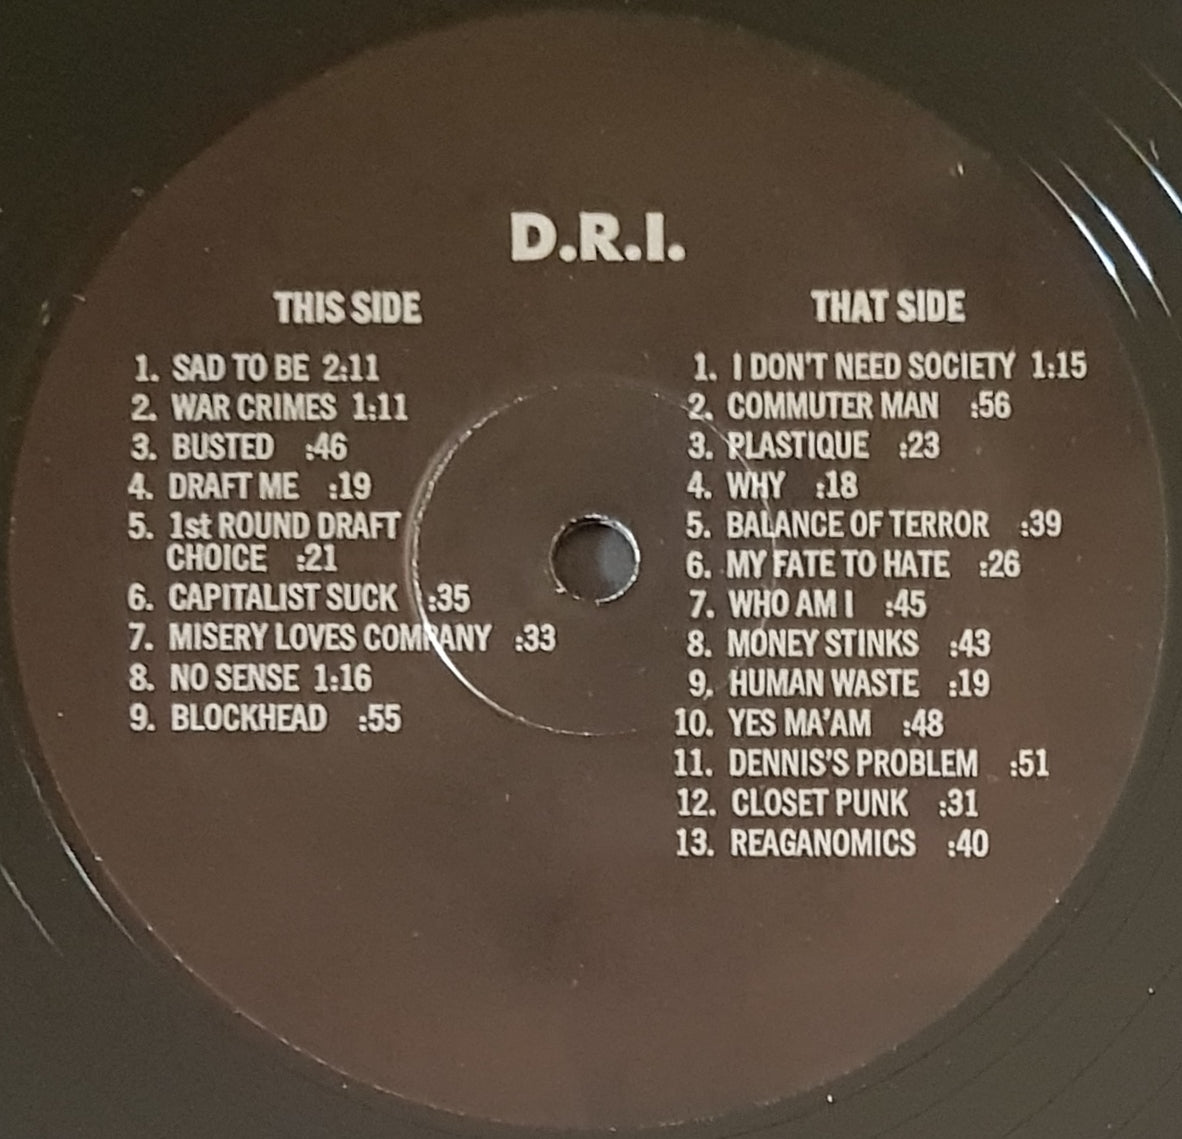 D.R.I.
THIS SIDE
1. SAD TO BE 2:11
2. WAR CRIMES 1:11
3. BUSTED :46
4. DRAFT ME :19
5. 1st ROUND DRAFT
CHOICE :21
6. CAPITALIST SUCK :35
7. MISERY LOVES COMPANY :33
8. NO SENSE 1:16
9. BLOCKHEAD :55
THAT SIDE
1. I DON'T NEED SOCIETY 1:15
2. COMMUTER MAN :56
3. PLASTIQUE :23
4. WHY :18
5. BALANCE OF TERROR :39
6. MY FATE TO HATE :26
7. WHO AM I :45
8. MONEY STINKS :43
9. HUMAN WASTE :19
10. YES MA'AM :48
11. DENNIS'S PROBLEM :51
12. CLOSET PUNK :31
13. REAGANOMICS :40